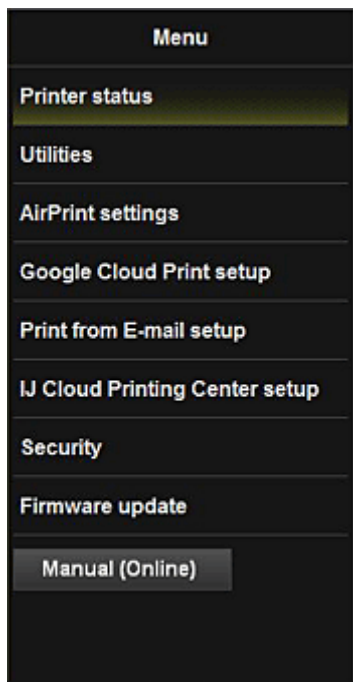 Menu
Printer status
Utilities
AirPrint settings
Google Cloud Print setup
Print from E-mail setup
IJ Cloud Printing Center setup
Security
Firmware update
Manual (Online)